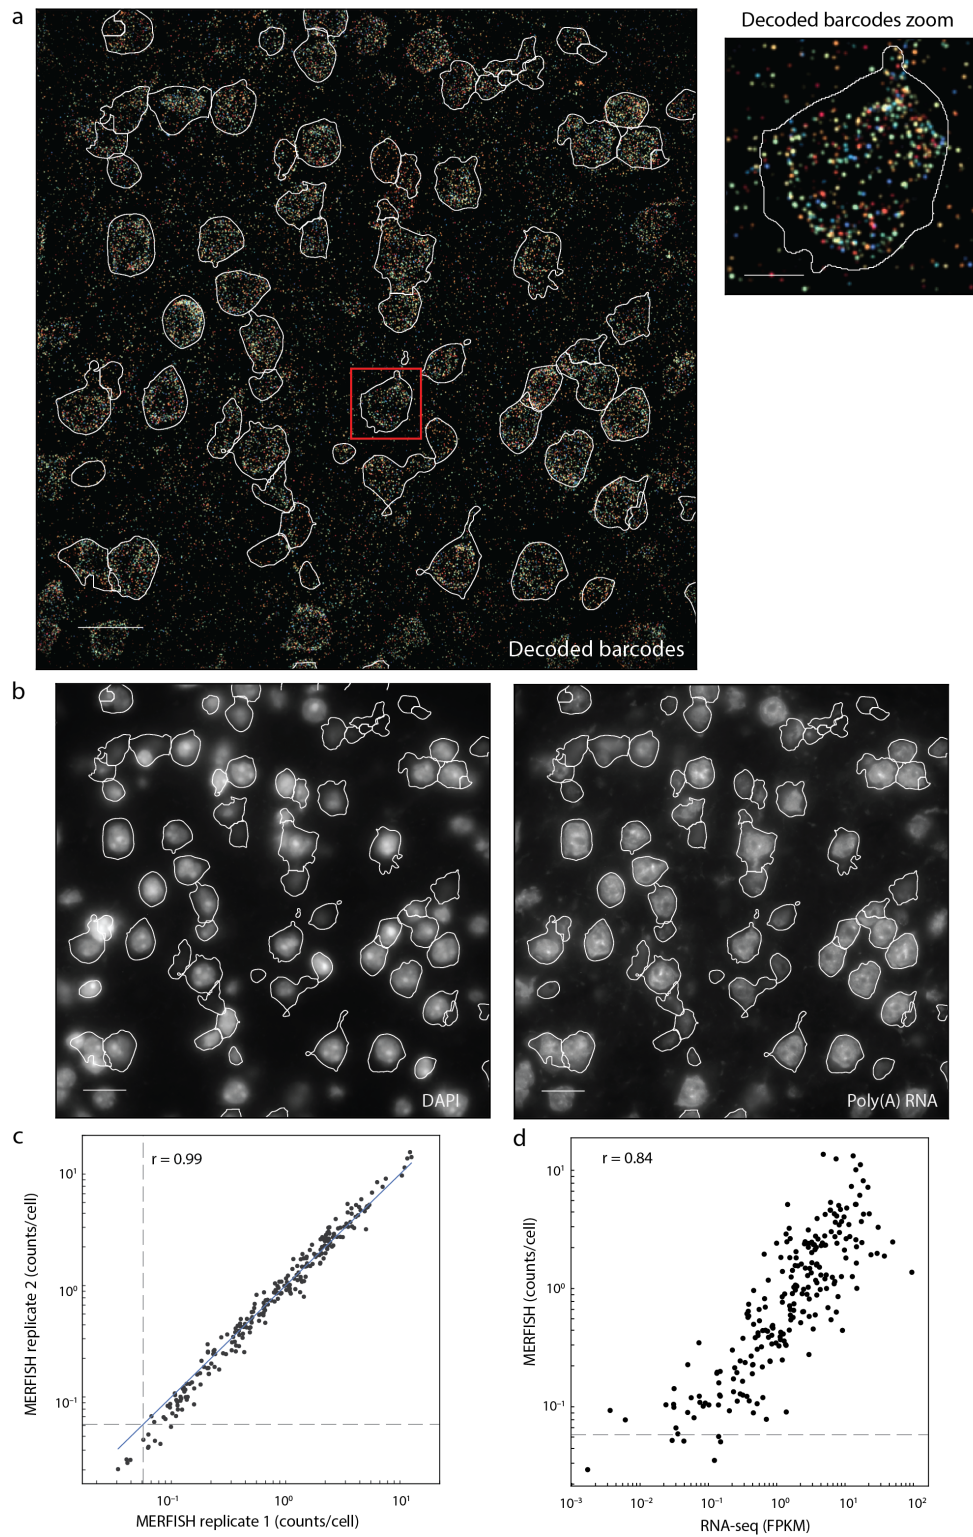 a
Decoded barcodes zoom
Decoded barcodes
b
DAPI
Poly(A) RNA
c
r = 0.99
10¹
10⁰
10⁻¹
MERFISH replicate 2 (counts/cell)
10⁻¹
10⁰
10¹
MERFISH replicate 1 (counts/cell)
d
r = 0.84
10¹
10⁰
10⁻¹
MERFISH (counts/cell)
10⁻³
10⁻²
10⁻¹
10⁰
10¹
10²
RNA-seq (FPKM)